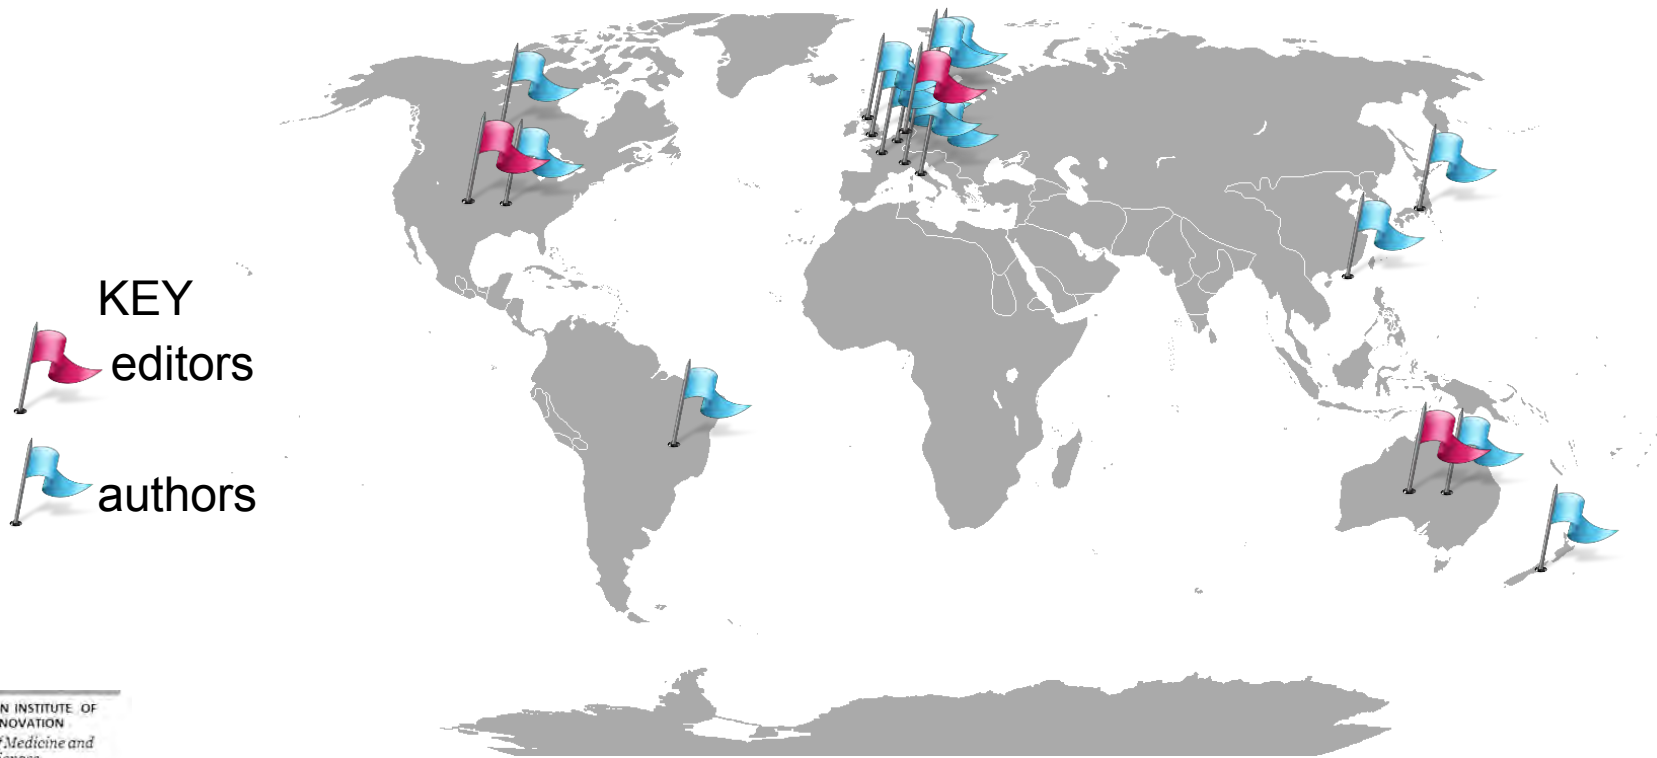 KEY
editors
authors
N INSTITUTE OF
NOVATION
f Medicine and